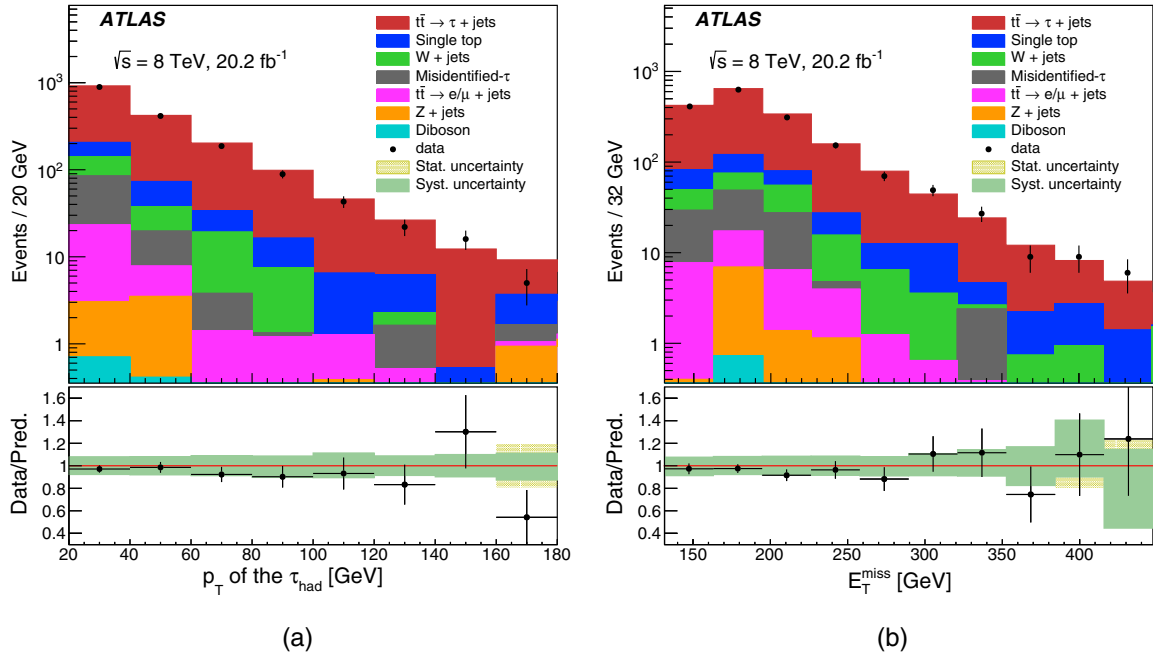 ATLAS
√s = 8 TeV, 20.2 fb⁻¹
tt̄ → τ + jets
Single top
W + jets
Misidentified-τ
tt̄ → e/μ + jets
Z + jets
Diboson
data
Stat. uncertainty
Syst. uncertainty
Events / 20 GeV
10³
10²
10
1
Data/Pred.
1.6
1.4
1.2
1
0.8
0.6
0.4
20 40 60 80 100 120 140 160 180
p_T of the τ_had [GeV]
(a)
ATLAS
√s = 8 TeV, 20.2 fb⁻¹
tt̄ → τ + jets
Single top
W + jets
Misidentified-τ
tt̄ → e/μ + jets
Z + jets
Diboson
data
Stat. uncertainty
Syst. uncertainty
Events / 32 GeV
10³
10²
10
1
Data/Pred.
1.6
1.4
1.2
1
0.8
0.6
0.4
150 200 250 300 350 400
E_T^miss [GeV]
(b)